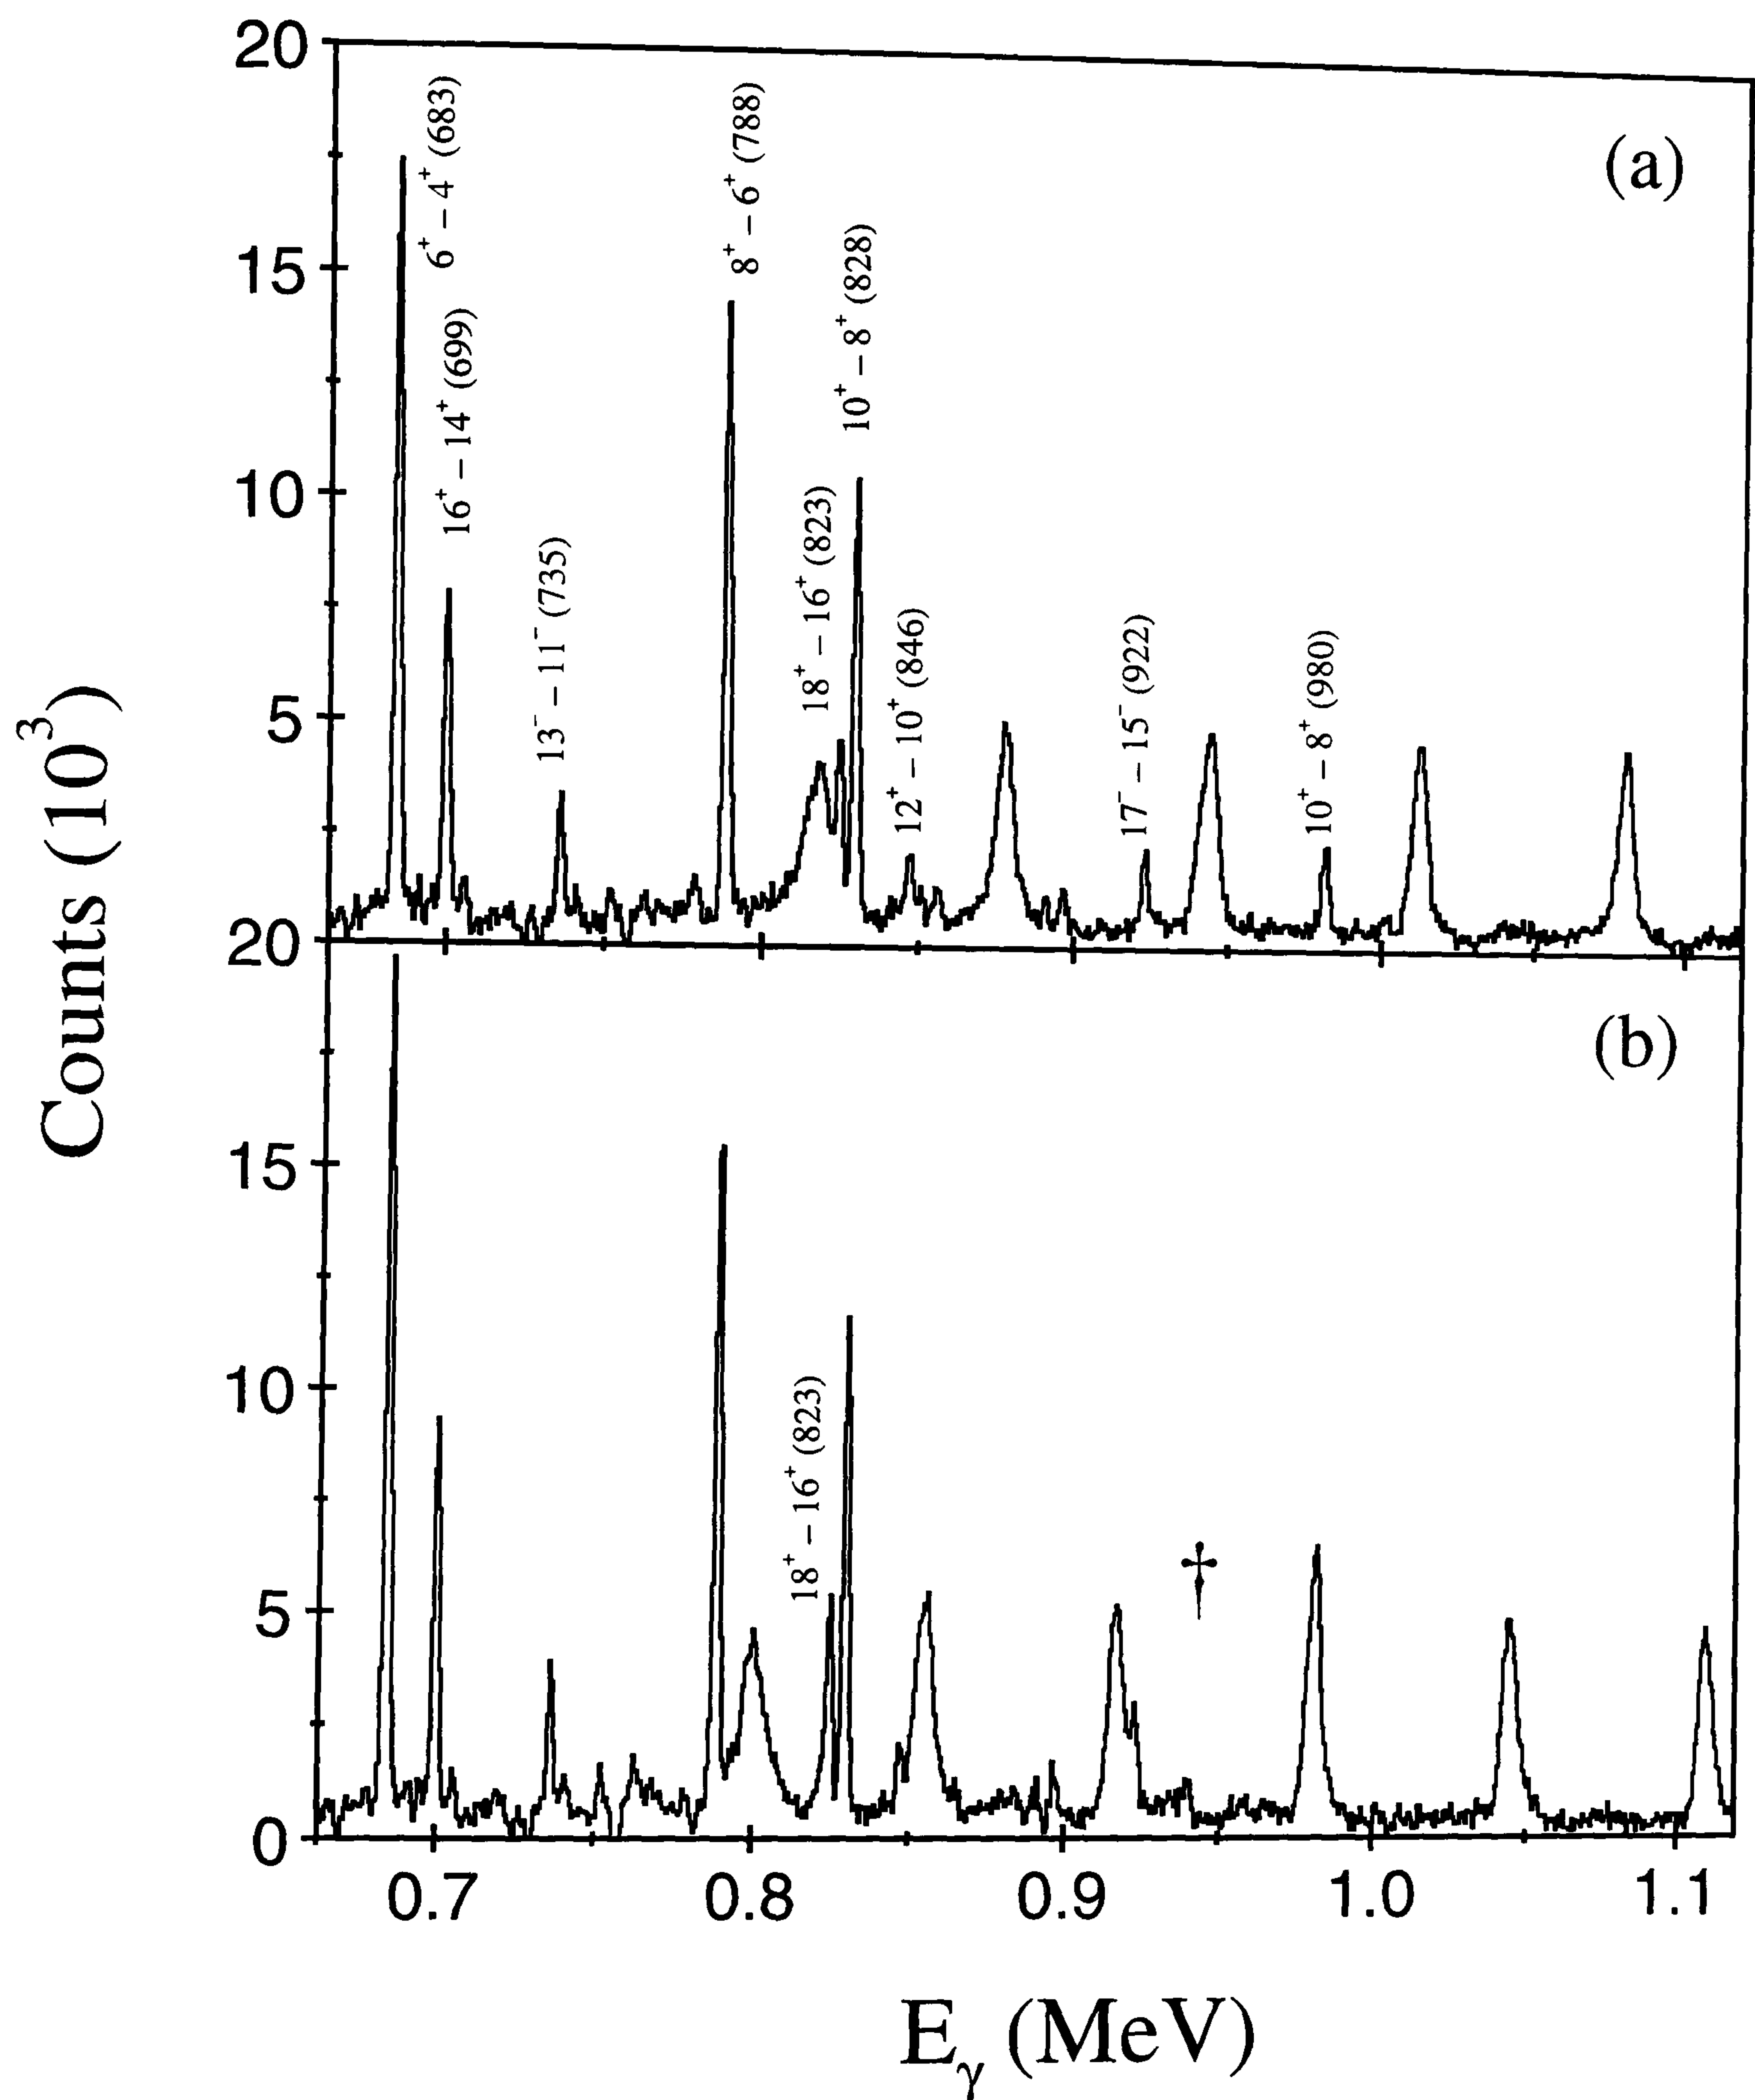 20
15
10
5
20
15
10
5
0
Counts (10³)
(a)
6⁺ – 4⁺ (683)
16⁺ – 14⁺ (699)
13⁻ – 11⁻ (735)
8⁺ – 6⁺ (788)
18⁺ – 16⁺ (823)
10⁺ – 8⁺ (828)
12⁺ – 10⁺ (846)
17⁻ – 15⁻ (922)
10⁺ – 8⁺ (980)
(b)
18⁺ – 16⁺ (823)
†
0.7 0.8 0.9 1.0 1.1
Eγ (MeV)